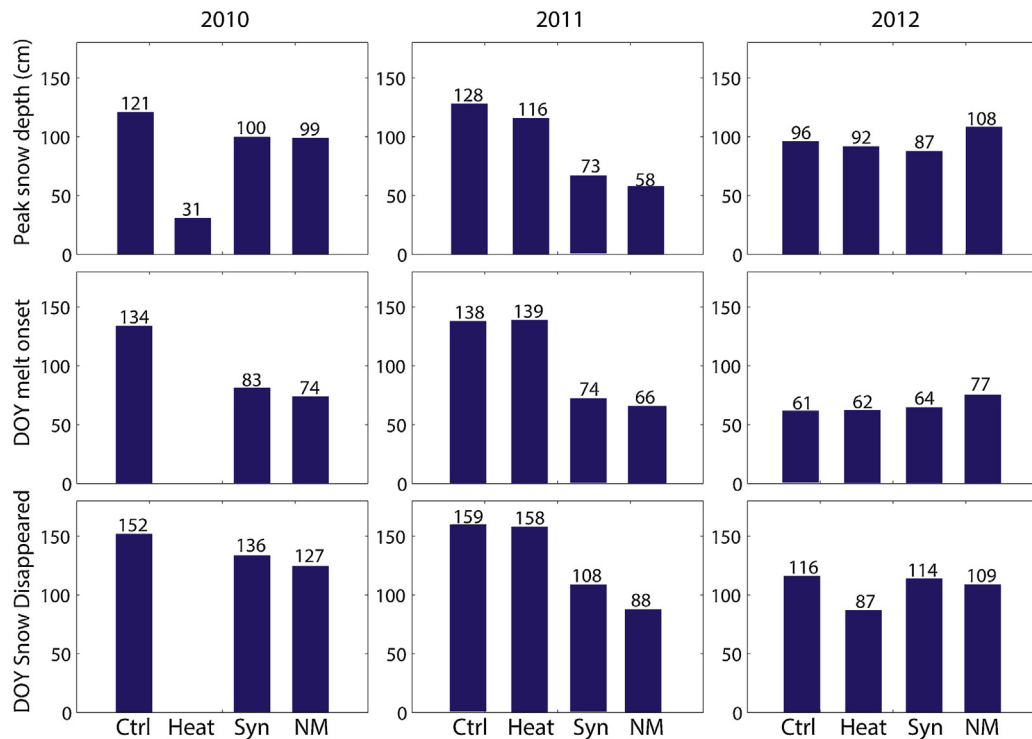 2010 2011 2012
Peak snow depth (cm)
150 150 150
100 100 100
50 50 50
0 0 0
121 31 100 99
128 116 73 58
96 92 87 108
DOY melt onset
150 150 150
100 100 100
50 50 50
0 0 0
134 83 74
138 139 74 66
61 62 64 77
DOY Snow Disappeared
150 150 150
100 100 100
50 50 50
0 0 0
152 136 127
159 158 108 88
116 87 114 109
Ctrl Heat Syn NM Ctrl Heat Syn NM Ctrl Heat Syn NM